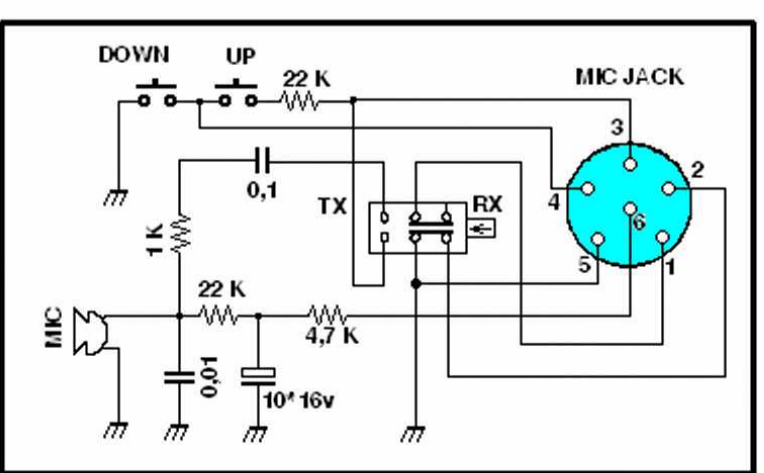 DOWN UP
22 K
MIC JACK
3
2
0,1
TX
RX
4
6
1 K
5
1
22 K
MIC
4,7 K
0,01
10* 16v